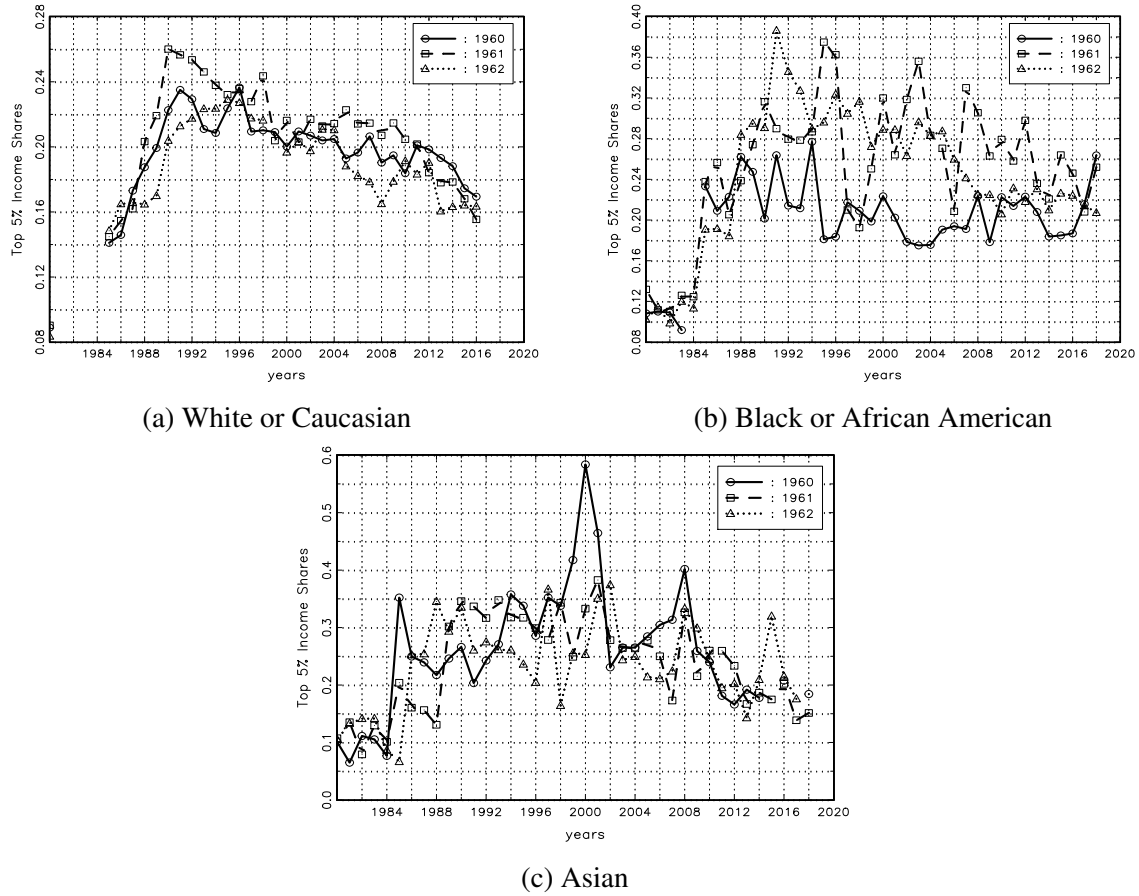 Top 5% Income Shares
0.28
0.24
0.20
0.16
0.12
0.08
: 1960
: 1961
: 1962
1984 1988 1992 1996 2000 2004 2008 2012 2016 2020
years
(a) White or Caucasian
Top 5% Income Shares
0.40
0.36
0.32
0.28
0.24
0.20
0.16
0.12
0.08
: 1960
: 1961
: 1962
1984 1988 1992 1996 2000 2004 2008 2012 2016 2020
years
(b) Black or African American
Top 5% Income Shares
0.6
0.5
0.4
0.3
0.2
0.1
0.0
: 1960
: 1961
: 1962
1984 1988 1992 1996 2000 2004 2008 2012 2016 2020
years
(c) Asian